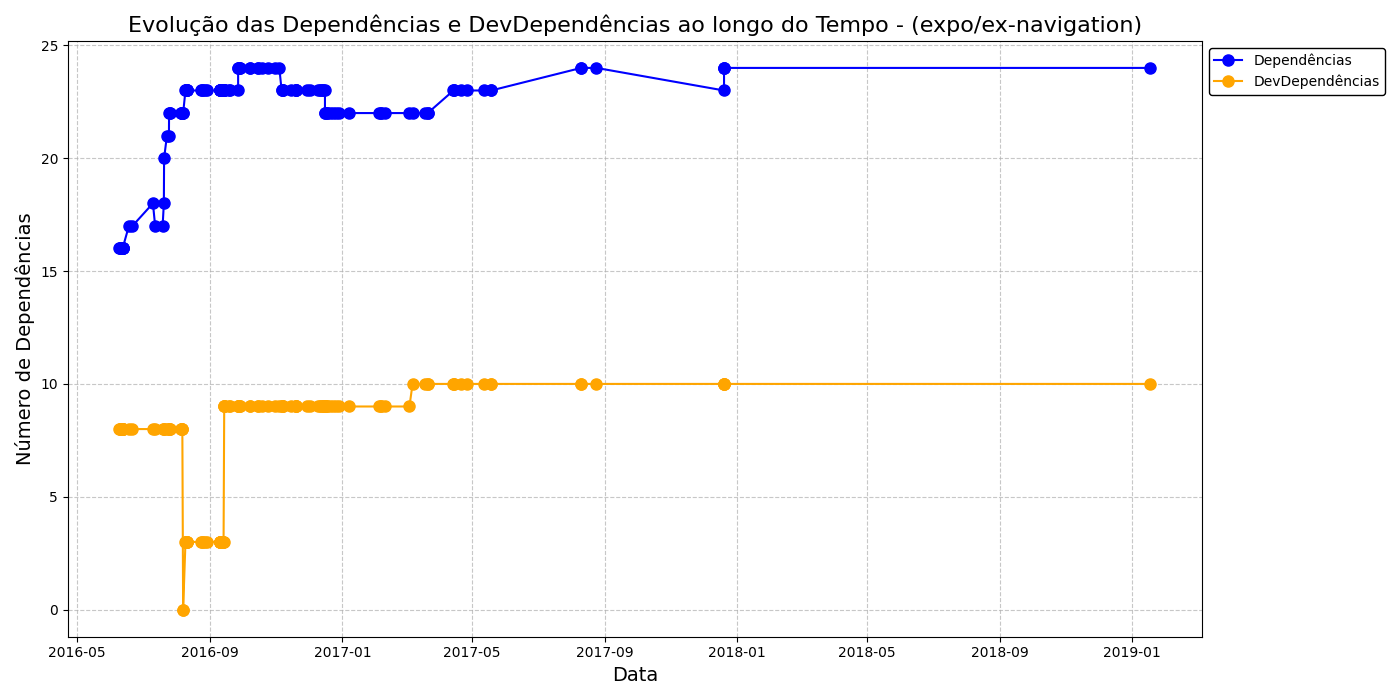 Evolução das Dependências e DevDependências ao longo do Tempo - (expo/ex-navigation)
Dependências
DevDependências
Número de Dependências
25
20
15
10
5
0
2016-05 2016-09 2017-01 2017-05 2017-09 2018-01 2018-05 2018-09 2019-01
Data